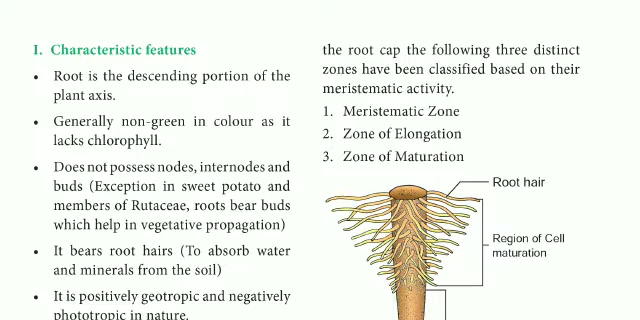 I. Characteristic features
• Root is the descending portion of the
plant axis.
• Generally non-green in colour as it
lacks chlorophyll.
• Does not possess nodes, internodes and
buds (Exception in sweet potato and
members of Rutaceae, roots bear buds
which help in vegetative propagation)
• It bears root hairs (To absorb water
and minerals from the soil)
• It is positively geotropic and negatively
phototropic in nature.
the root cap the following three distinct
zones have been classified based on their
meristematic activity.
1. Meristematic Zone
2. Zone of Elongation
3. Zone of Maturation
Root hair
Region of Cell
maturation